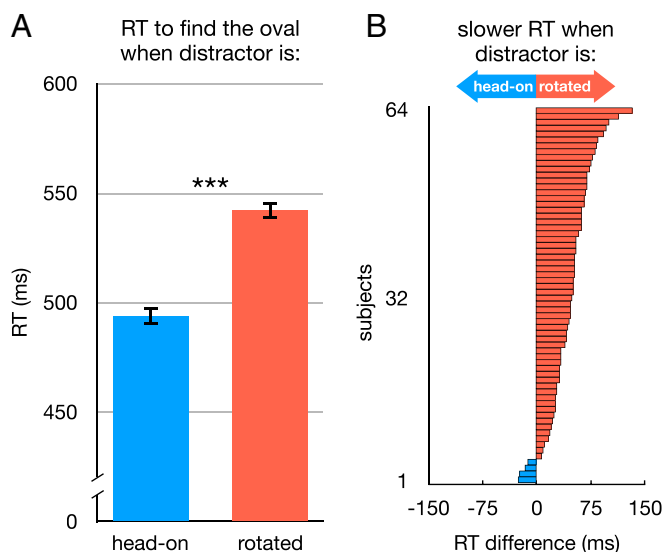 A
RT to find the oval
when distractor is:
600
550
500
450
0
RT (ms)
***
head-on
rotated
B
slower RT when
distractor is:
head-on
rotated
64
32
1
subjects
-150
-75
0
75
150
RT difference (ms)